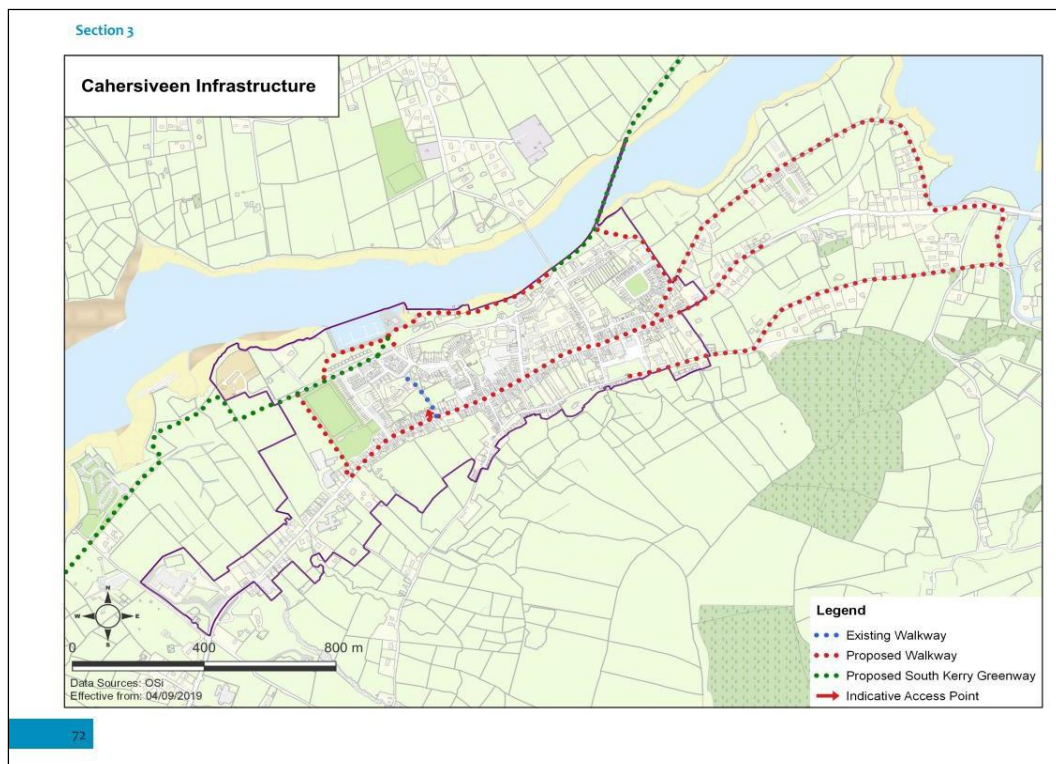 Section 3
Cahersiveen Infrastructure
N
W E
S
0 400 800 m
Data Sources: OSi
Effective from: 04/09/2019
Legend
Existing Walkway
Proposed Walkway
Proposed South Kerry Greenway
Indicative Access Point
72